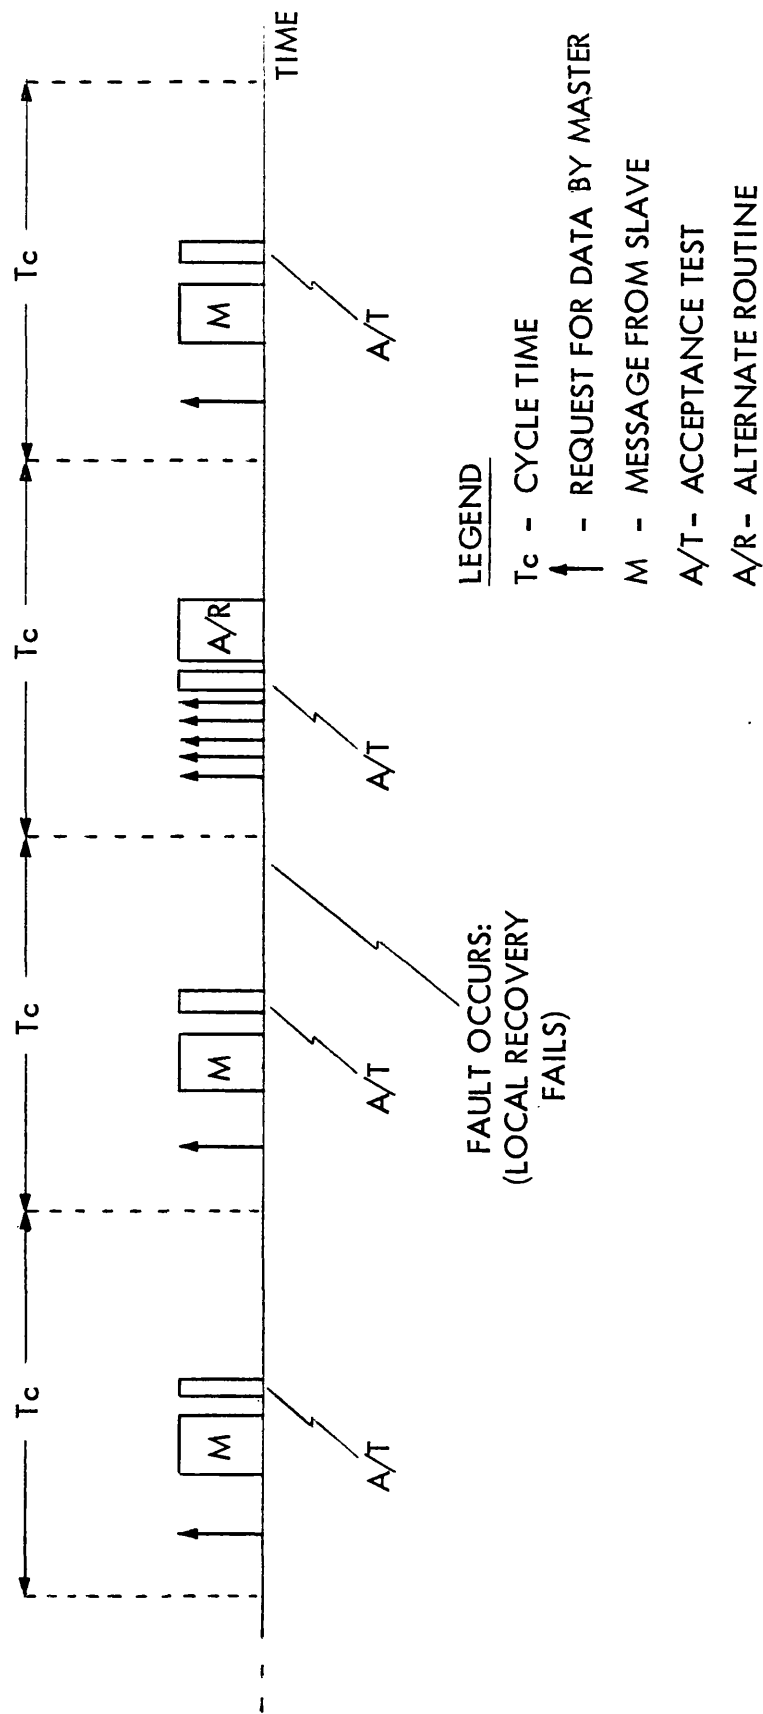 Tc
Tc
Tc
Tc
M
M
A/R
M
TIME
A/T
A/T
A/T
A/T
FAULT OCCURS:
(LOCAL RECOVERY
FAILS)
LEGEND
Tc - CYCLE TIME
↑ - REQUEST FOR DATA BY MASTER
M - MESSAGE FROM SLAVE
A/T - ACCEPTANCE TEST
A/R - ALTERNATE ROUTINE